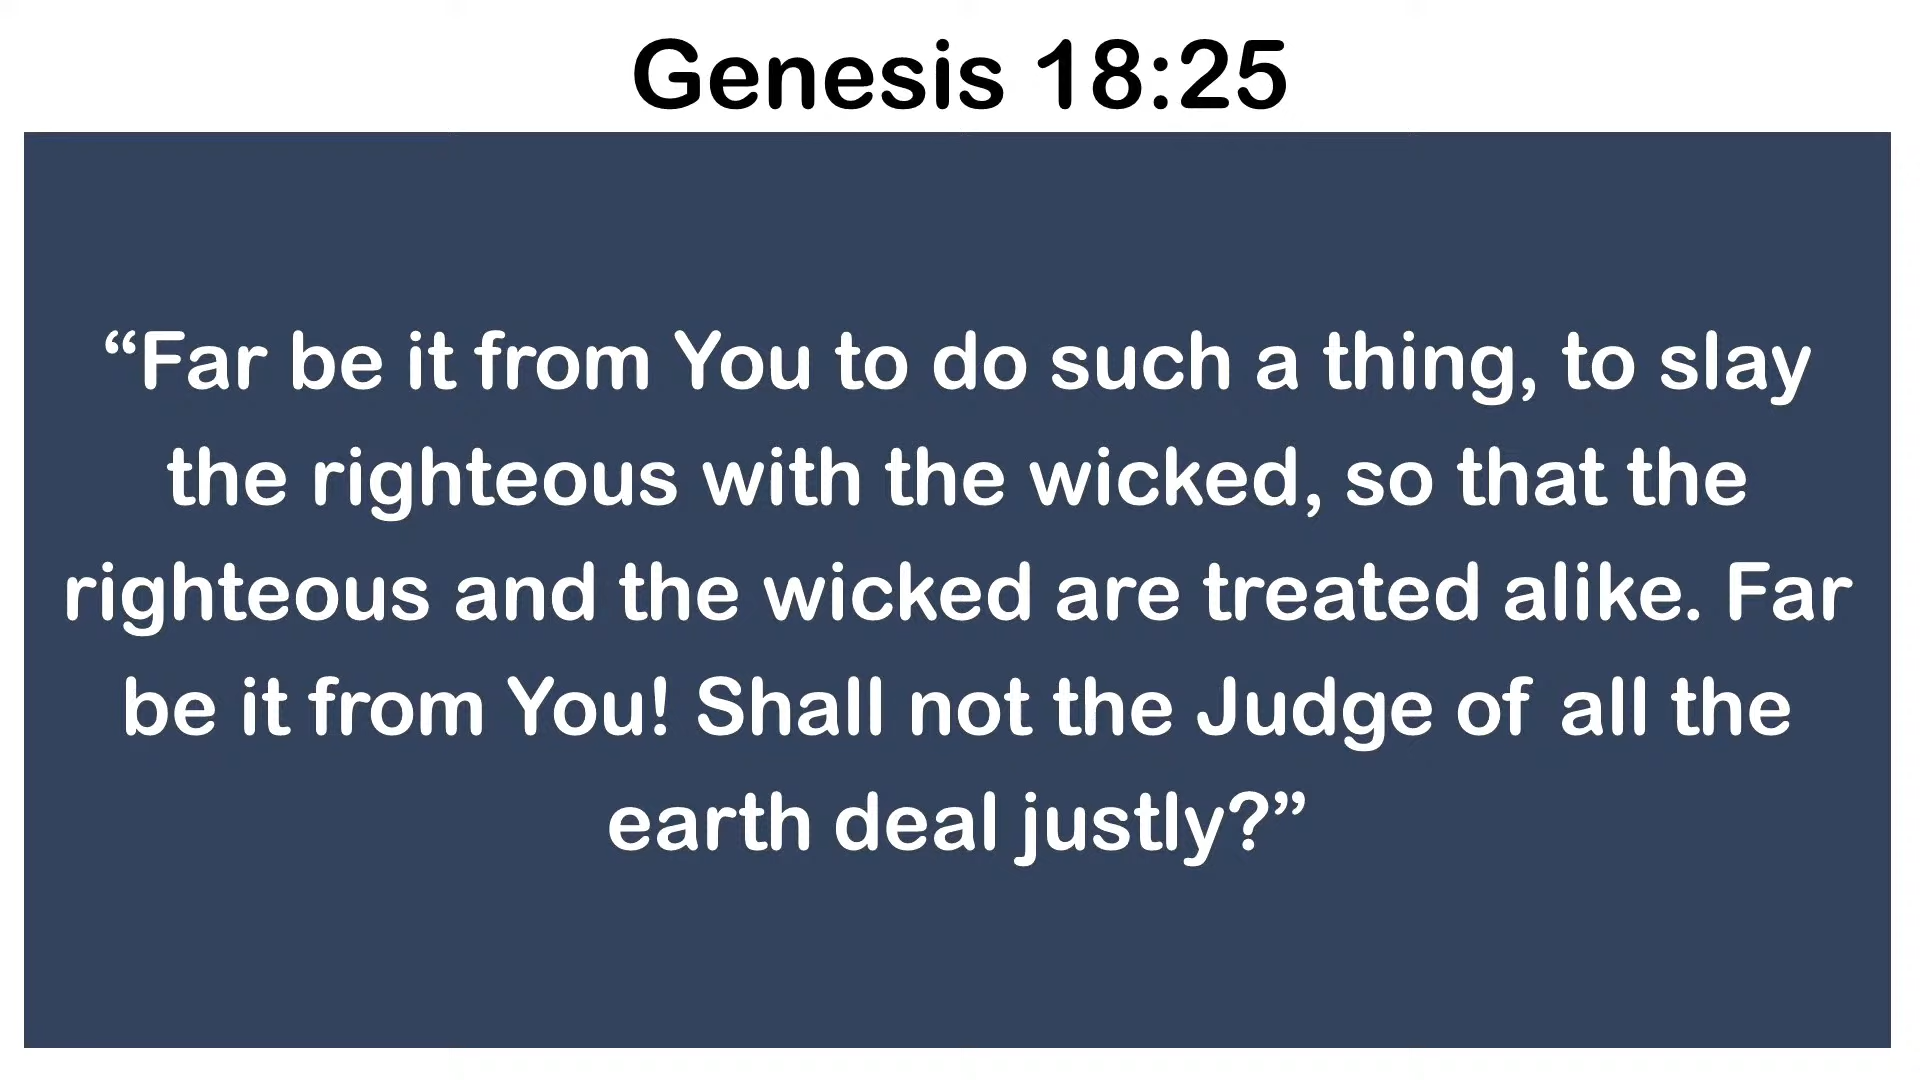 Genesis 18:25
“Far be it from You to do such a thing, to slay
the righteous with the wicked, so that the
righteous and the wicked are treated alike. Far
be it from You! Shall not the Judge of all the
earth deal justly?”